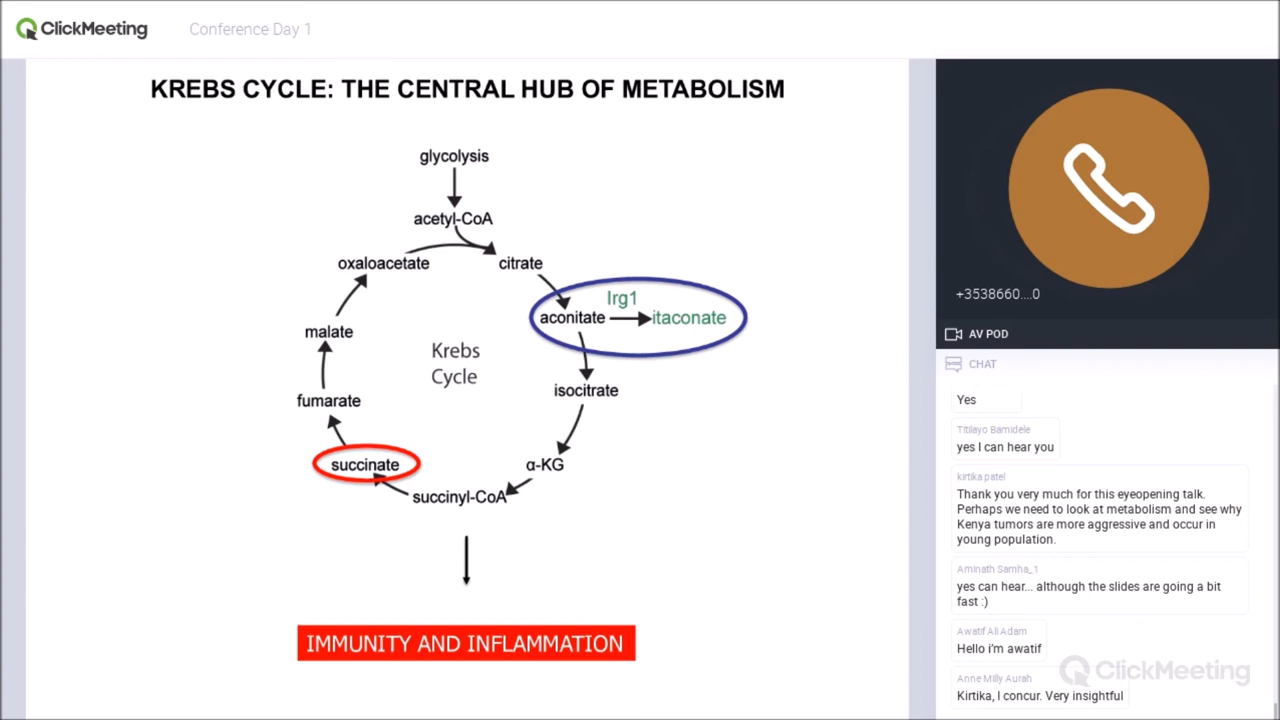 ClickMeeting
Conference Day 1
KREBS CYCLE: THE CENTRAL HUB OF METABOLISM
glycolysis
acetyl-CoA
oxaloacetate
citrate
Irg1
aconitate
itaconate
malate
Krebs
Cycle
isocitrate
fumarate
succinate
α-KG
succinyl-CoA
IMMUNITY AND INFLAMMATION
+3538660....0
AV POD
CHAT
Yes
Titilayo Bamidele
yes I can hear you
kirtika patel
Thank you very much for this eyeopening talk.
Perhaps we need to look at metabolism and see why
Kenya tumors are more aggressive and occur in
young population.
Aminath Samha_1
yes can hear... although the slides are going a bit
fast :)
Awatif Ali Adam
Hello i'm awatif
Anne Milly Aurah
Kirtika, I concur. Very insightful
ClickMeeting